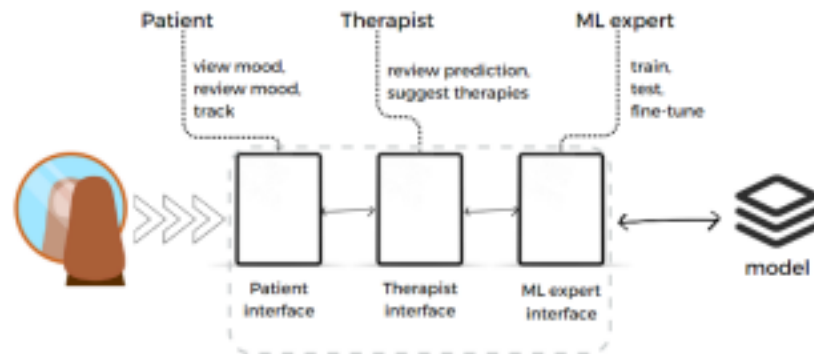 Patient
Therapist
ML expert
view mood,
review mood,
track
review prediction,
suggest therapies
train,
test,
fine-tune
Patient
interface
Therapist
interface
ML expert
interface
model